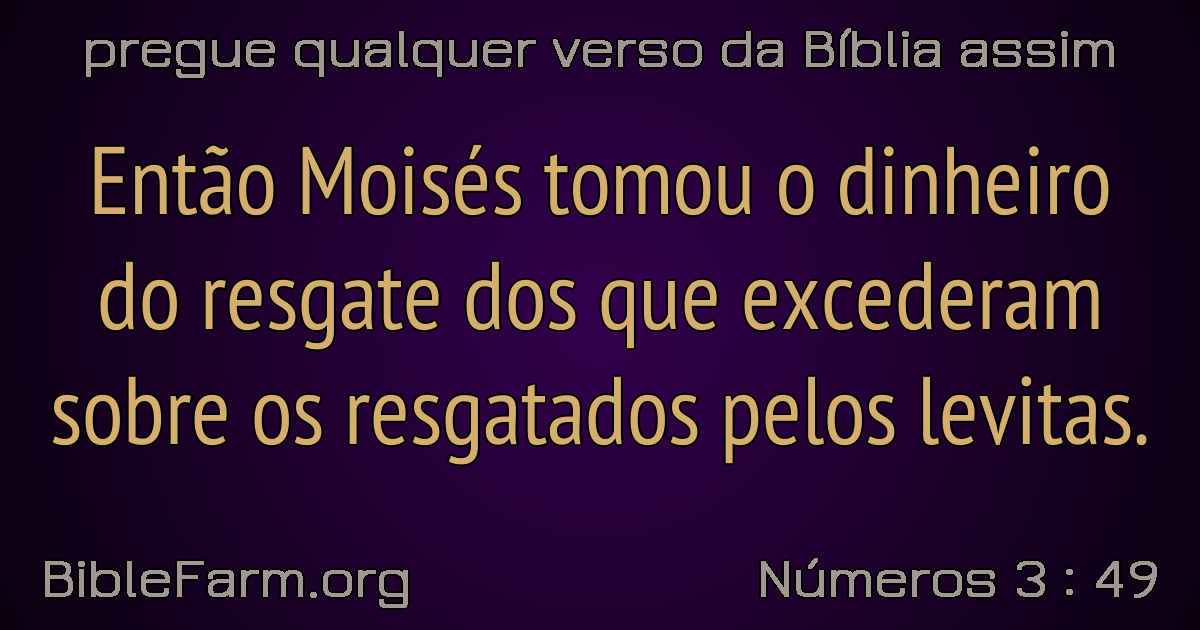 pregue qualquer verso da Bíblia assim
Então Moisés tomou o dinheiro
do resgate dos que excederam
sobre os resgatados pelos levitas.
BibleFarm.org
Números 3 : 49